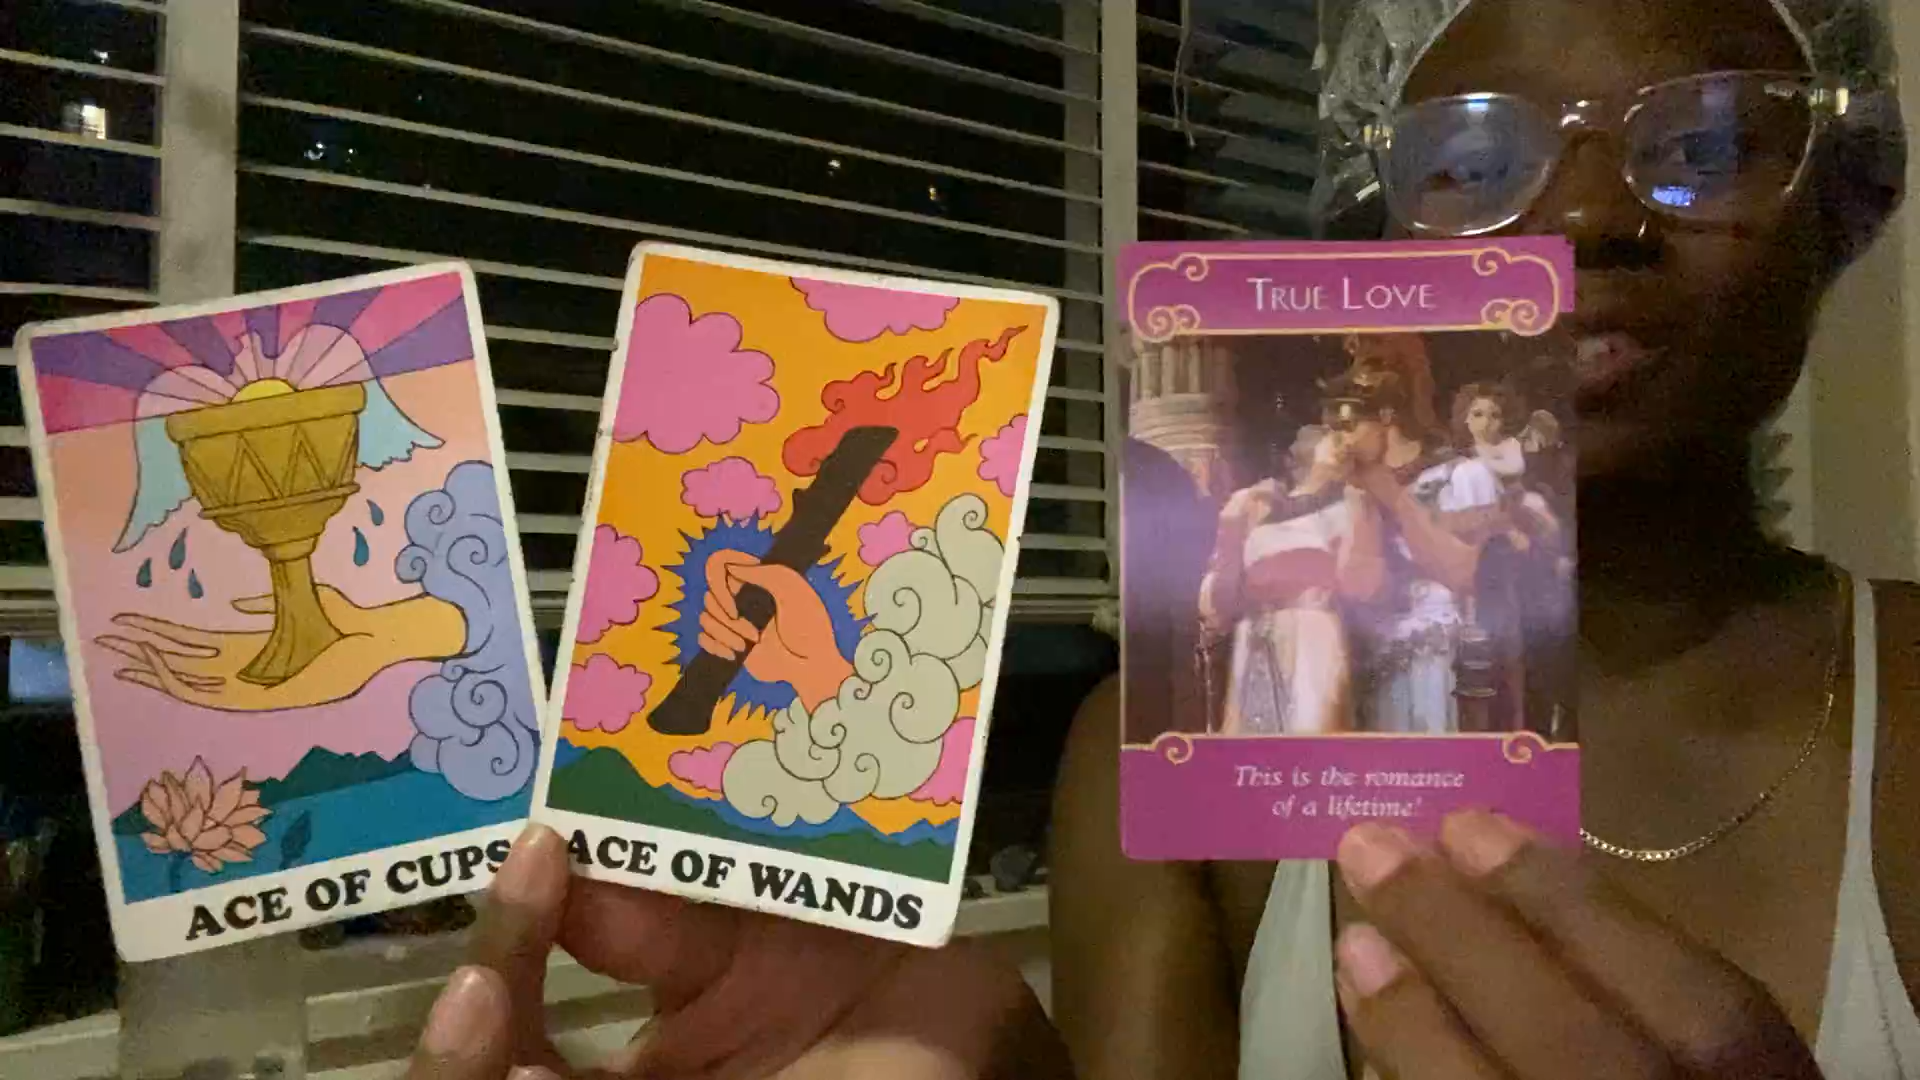 ACE OF CUPS
ACE OF WANDS
TRUE LOVE
This is the romance
of a lifetime!